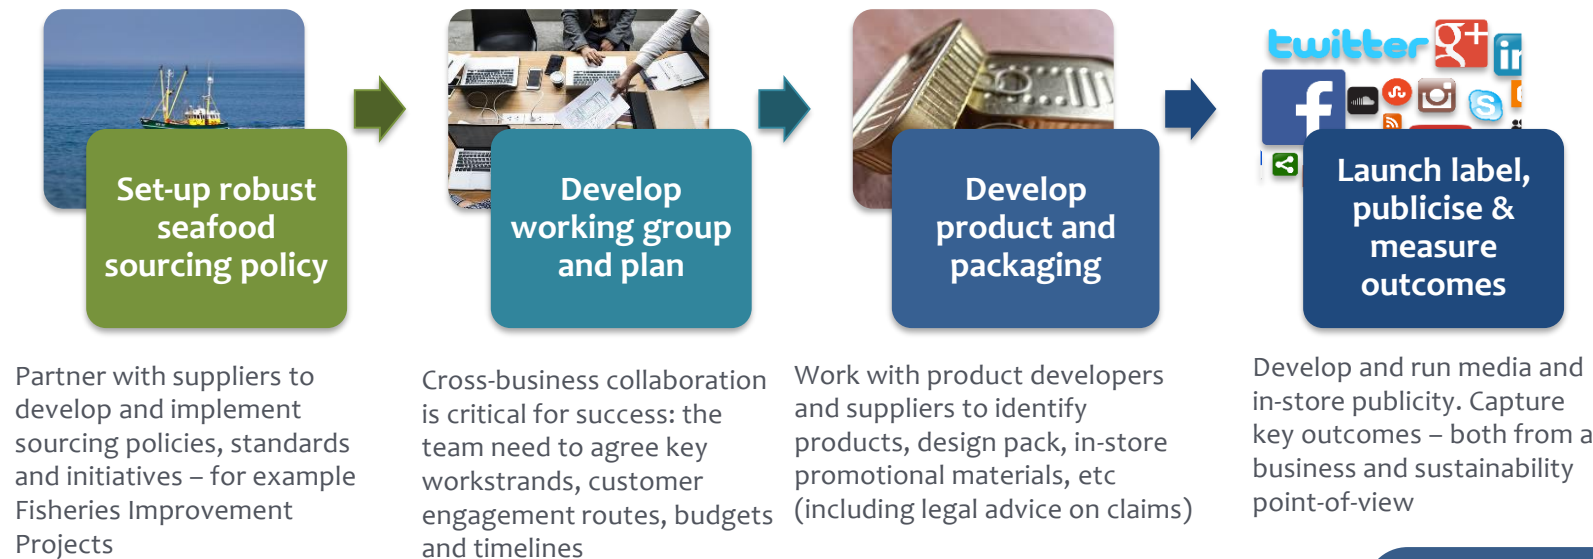 twitter
g+
in
f
Set-up robust
seafood
sourcing policy
Develop
working group
and plan
Develop
product and
packaging
Launch label,
publicise &
measure
outcomes
Partner with suppliers to
develop and implement
sourcing policies, standards
and initiatives – for example
Fisheries Improvement
Projects
Cross-business collaboration
is critical for success: the
team need to agree key
workstrands, customer
engagement routes, budgets
and timelines
Work with product developers
and suppliers to identify
products, design pack, in-store
promotional materials, etc
(including legal advice on claims)
Develop and run media and
in-store publicity. Capture
key outcomes – both from a
business and sustainability
point-of-view